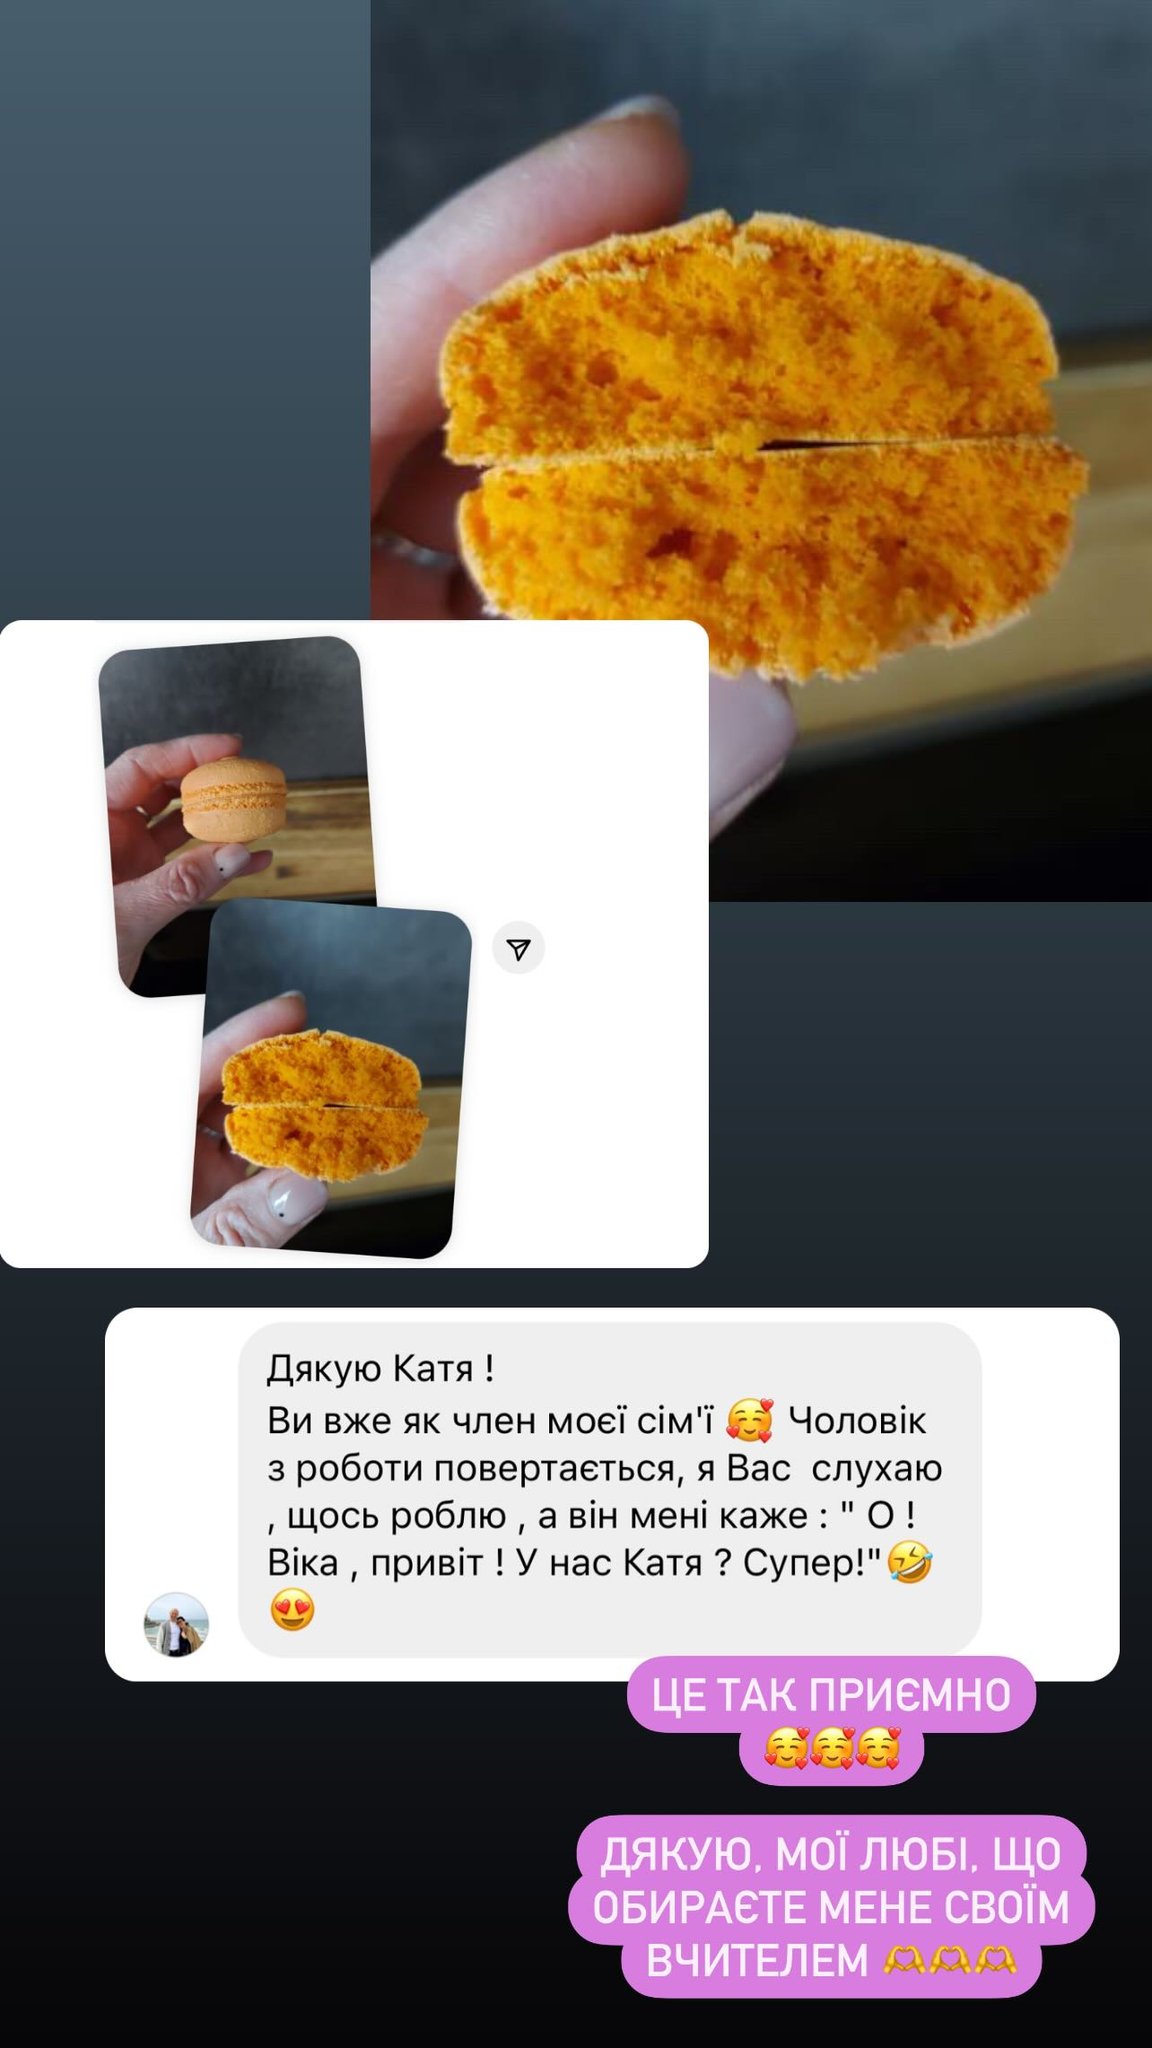 Дякую Катя !
Ви вже як член моєї сім'ї 🥰 Чоловік
з роботи повертається, я Вас  слухаю
, щось роблю , а він мені каже : " О !
Віка , привіт ! У нас Катя ? Супер!"🤣
😍
ЦЕ ТАК ПРИЄМНО
🥰🥰🥰
ДЯКУЮ, МОЇ ЛЮБІ, ЩО
ОБИРАЄТЕ МЕНЕ СВОЇМ
ВЧИТЕЛЕМ 🫶🫶🫶